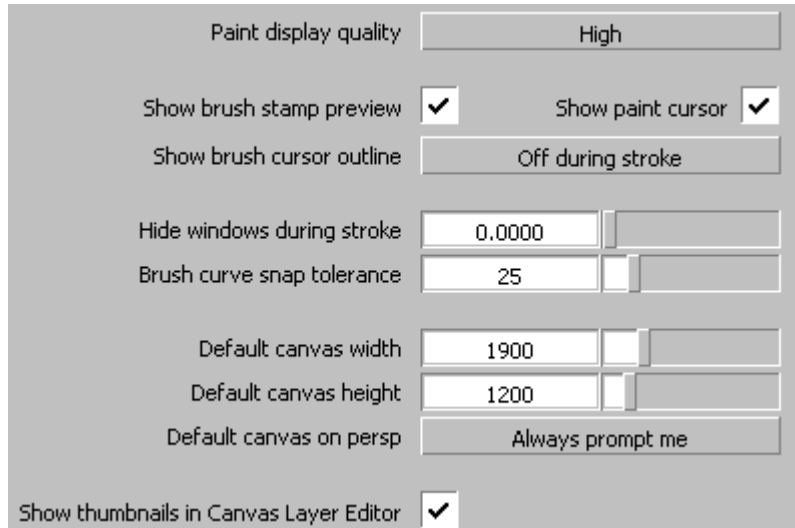 Paint display quality High
Show brush stamp preview Show paint cursor
Show brush cursor outline Off during stroke
Hide windows during stroke 0.0000
Brush curve snap tolerance 25
Default canvas width 1900
Default canvas height 1200
Default canvas on persp Always prompt me
Show thumbnails in Canvas Layer Editor